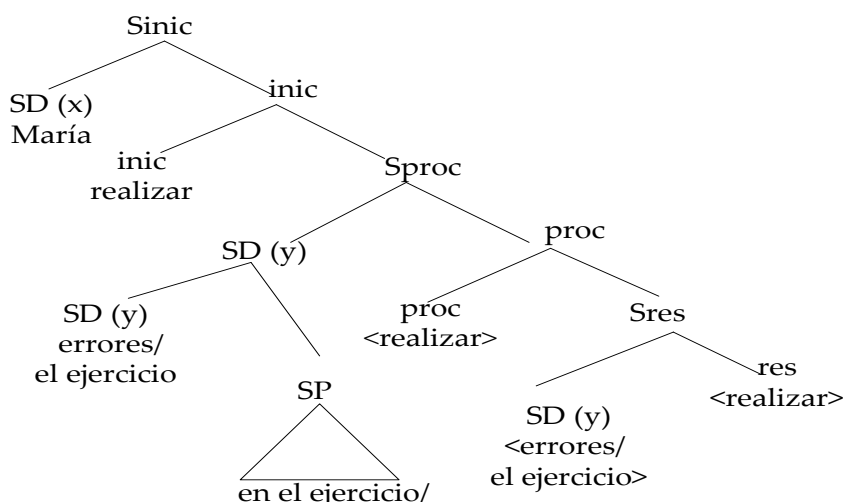 Sinic
SD (x)
María
inic
inic
realizar
Sproc
SD (y)
proc
SD (y)
errores/
el ejercicio
proc
<realizar>
Sres
SP
res
<realizar>
SD (y)
<errores/
el ejercicio>
en el ejercicio/